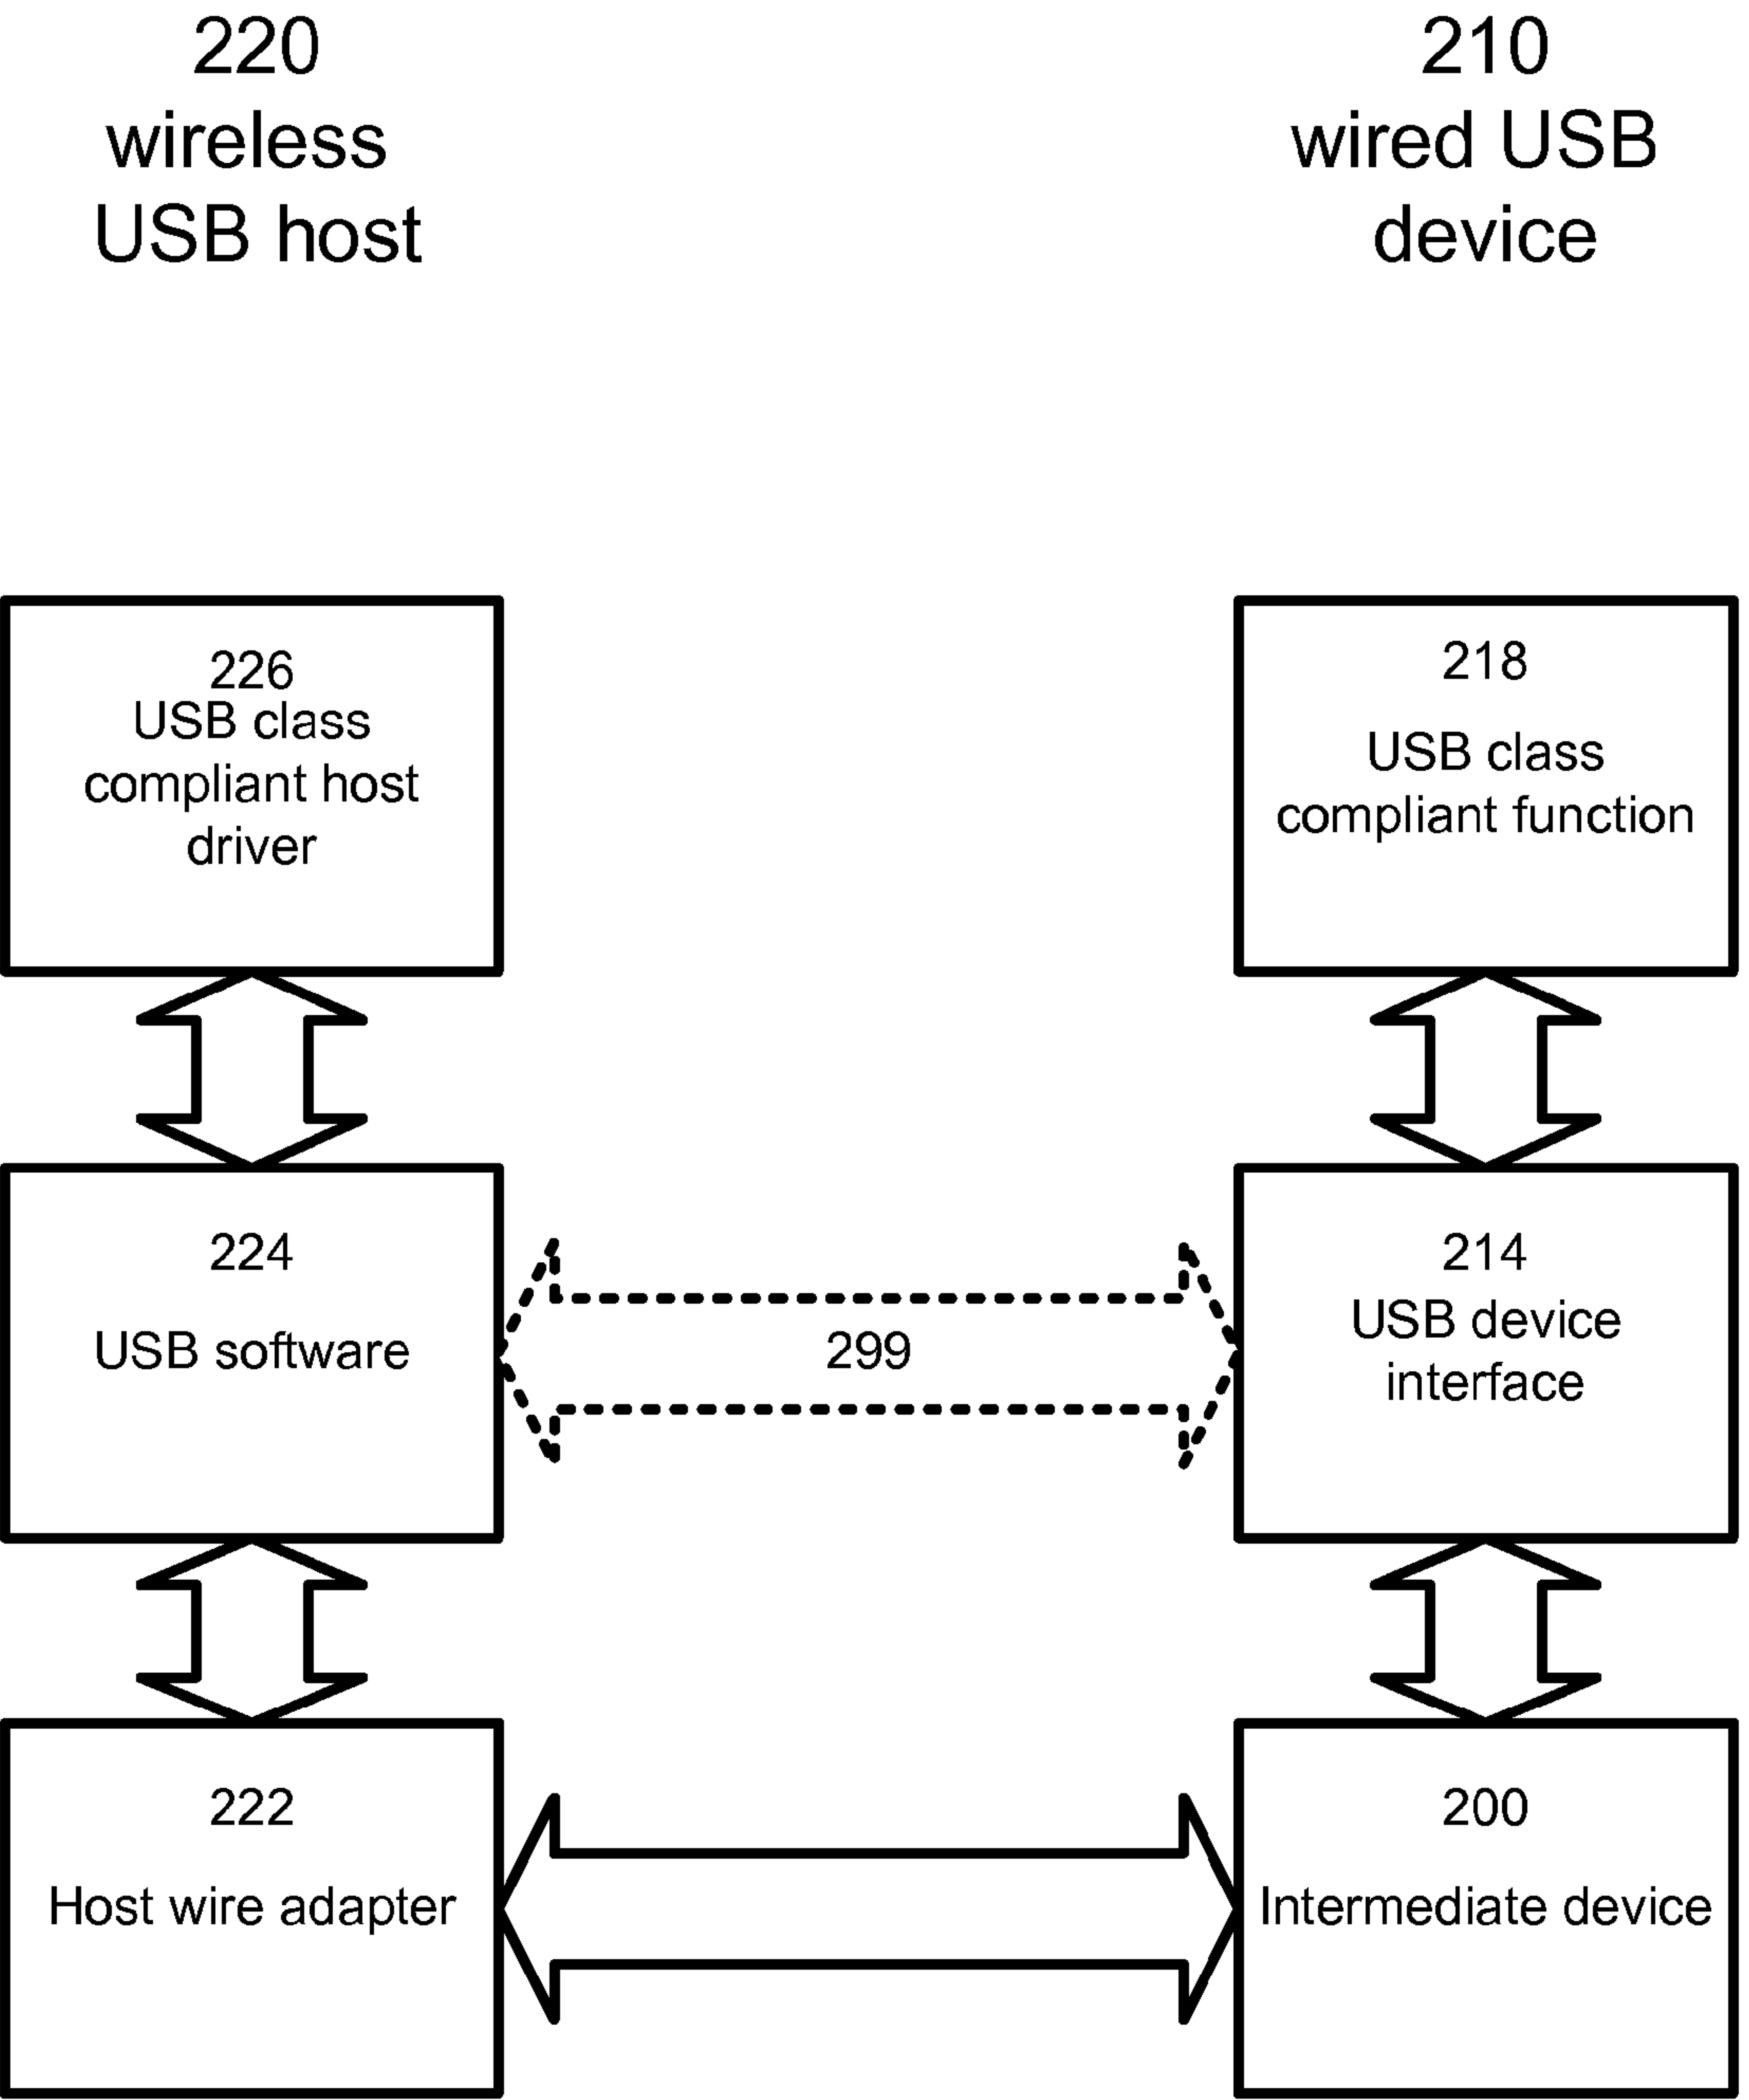 220
wireless
USB host
210
wired USB
device
226
USB class
compliant host
driver
218
USB class
compliant function
224
USB software
299
214
USB device
interface
222
Host wire adapter
200
Intermediate device